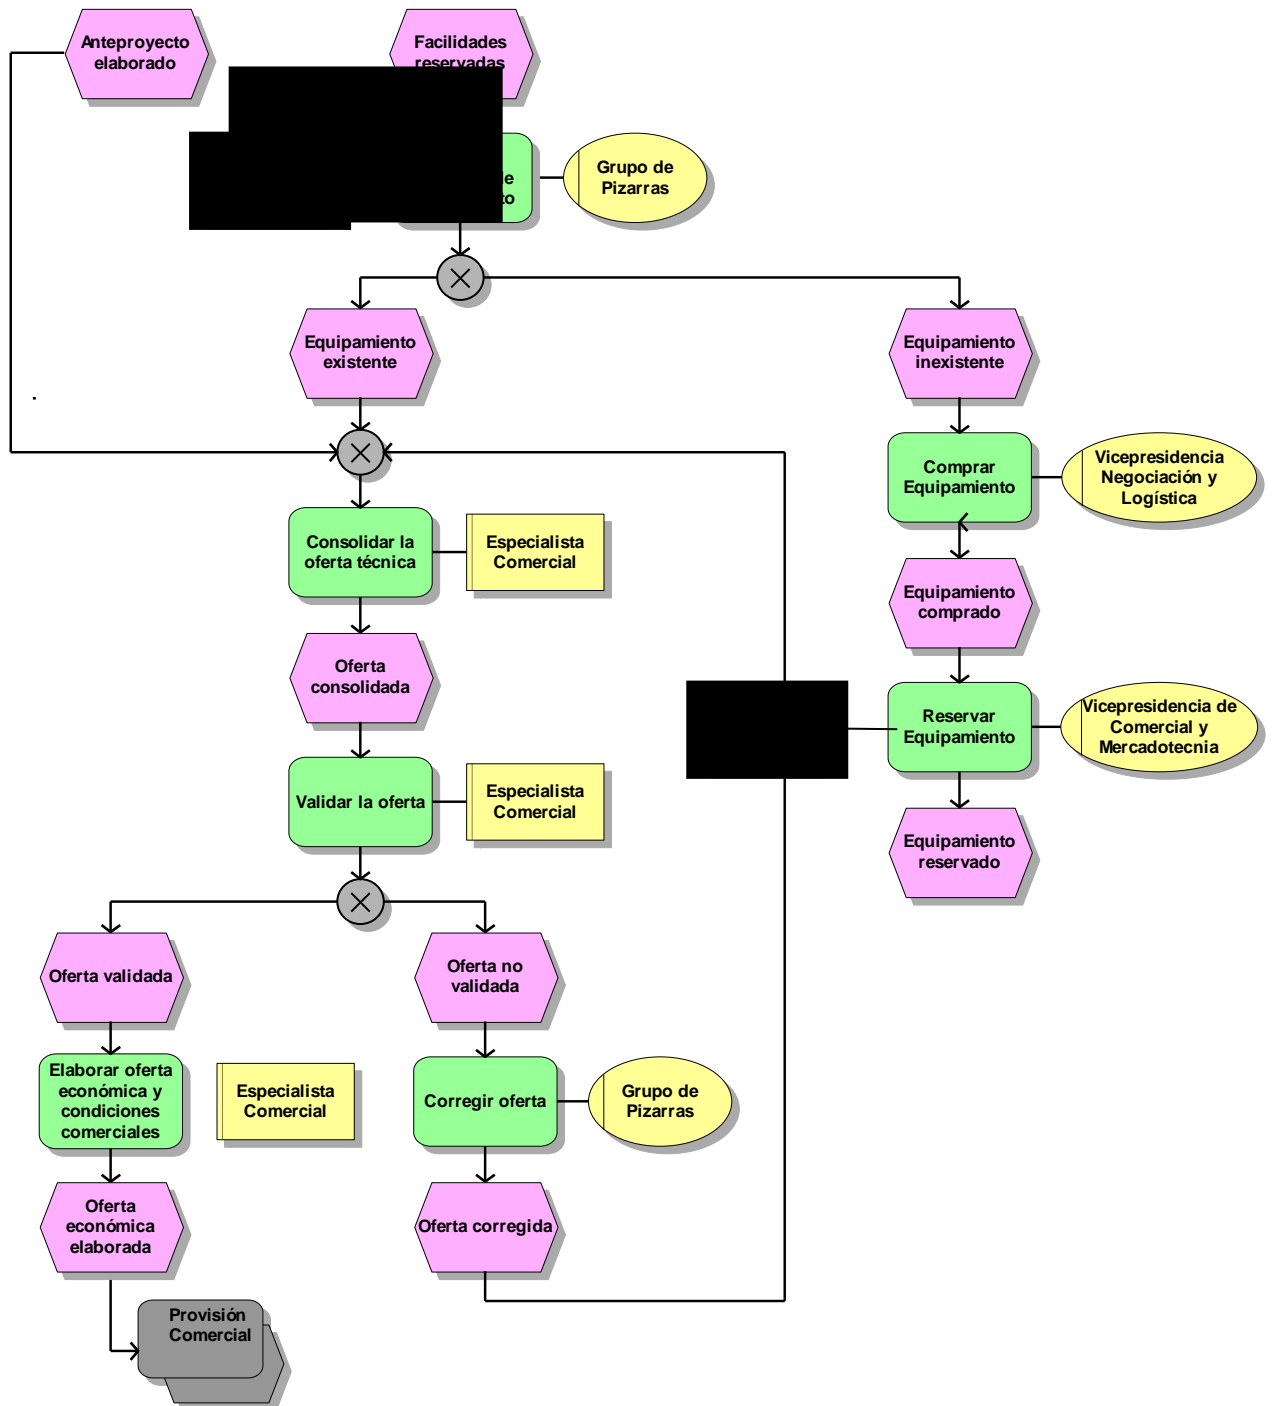 Anteproyecto
elaborado
Facilidades
reservadas
Grupo de
Pizarras
Equipamiento
existente
Equipamiento
inexistente
Comprar
Equipamiento
Vicepresidencia
Negociación y
Logística
Consolidar la
oferta técnica
Especialista
Comercial
Equipamiento
comprado
Oferta
consolidada
Reservar
Equipamiento
Vicepresidencia de
Comercial y
Mercadotecnia
Validar la oferta
Especialista
Comercial
Equipamiento
reservado
Oferta validada
Oferta no
validada
Elaborar oferta
económica y
condiciones
comerciales
Especialista
Comercial
Corregir oferta
Grupo de
Pizarras
Oferta
económica
elaborada
Oferta corregida
Provisión
Comercial